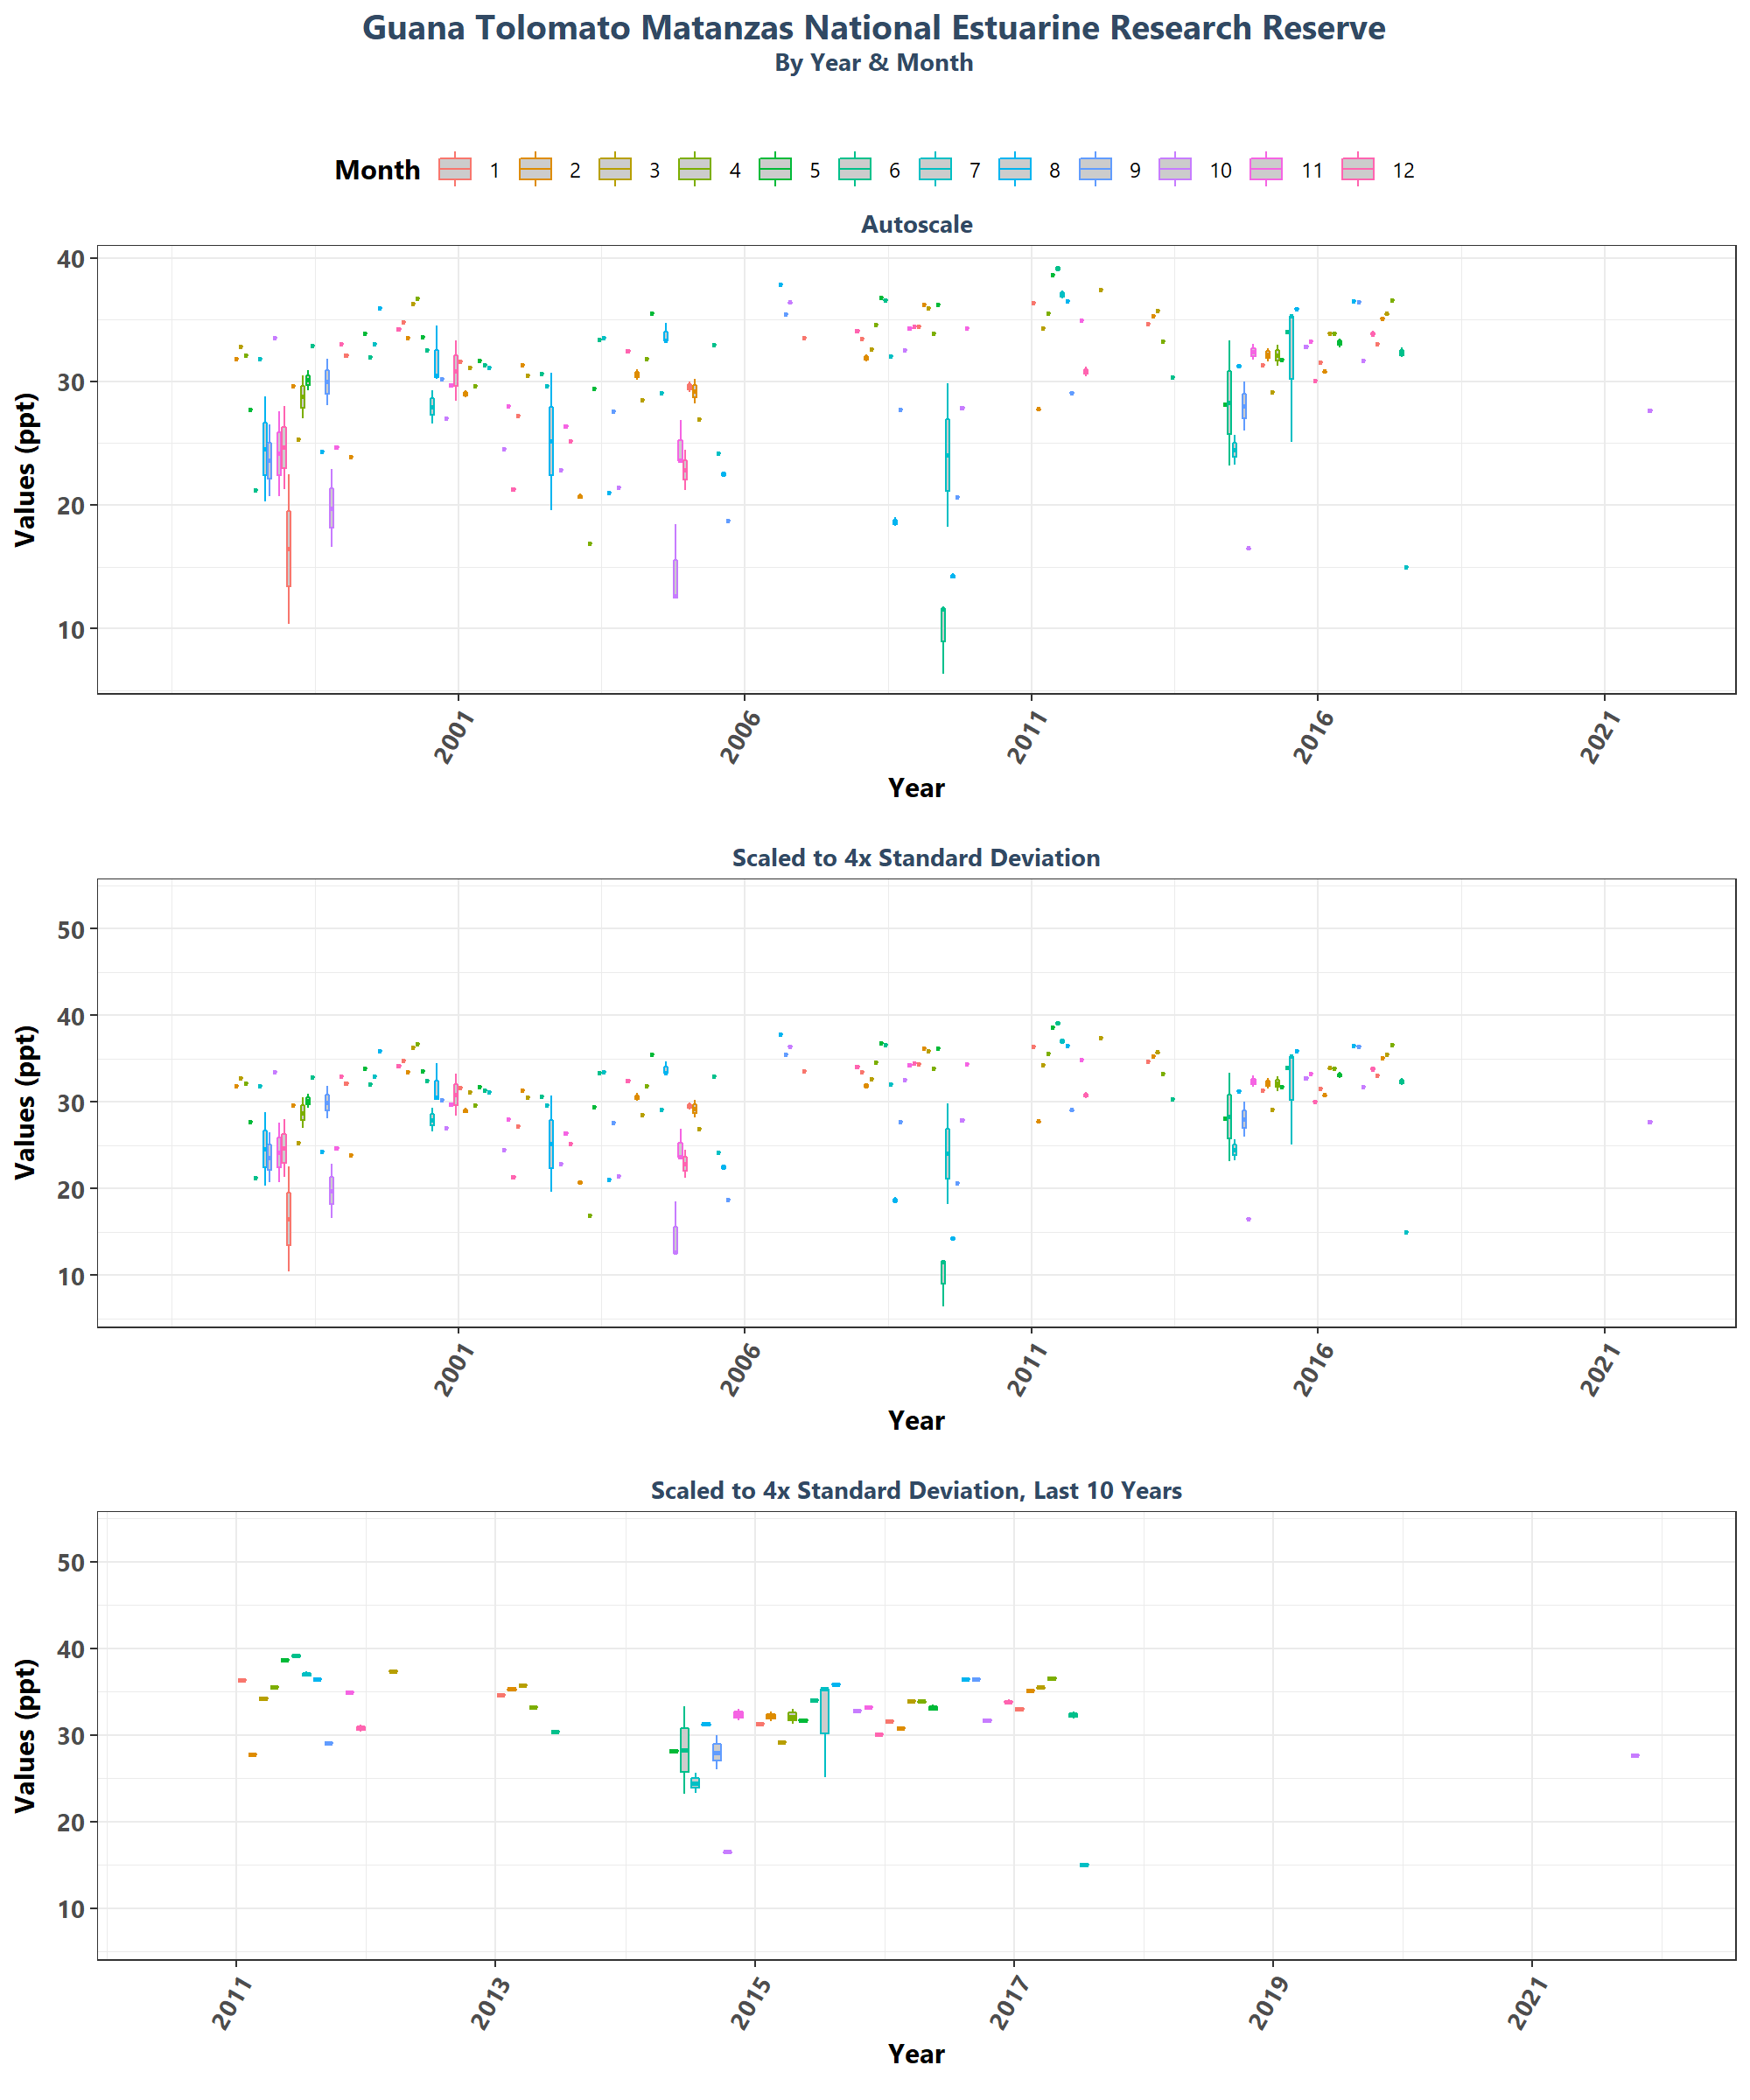 Guana Tolomato Matanzas National Estuarine Research Reserve
By Year & Month
Month 1 2 3 4 5 6 7 8 9 10 11 12
Autoscale
Values (ppt)
40
30
20
10
2001 2006 2011 2016 2021
Year
Scaled to 4x Standard Deviation
Values (ppt)
50
40
30
20
10
2001 2006 2011 2016 2021
Year
Scaled to 4x Standard Deviation, Last 10 Years
Values (ppt)
50
40
30
20
10
2011 2013 2015 2017 2019 2021
Year